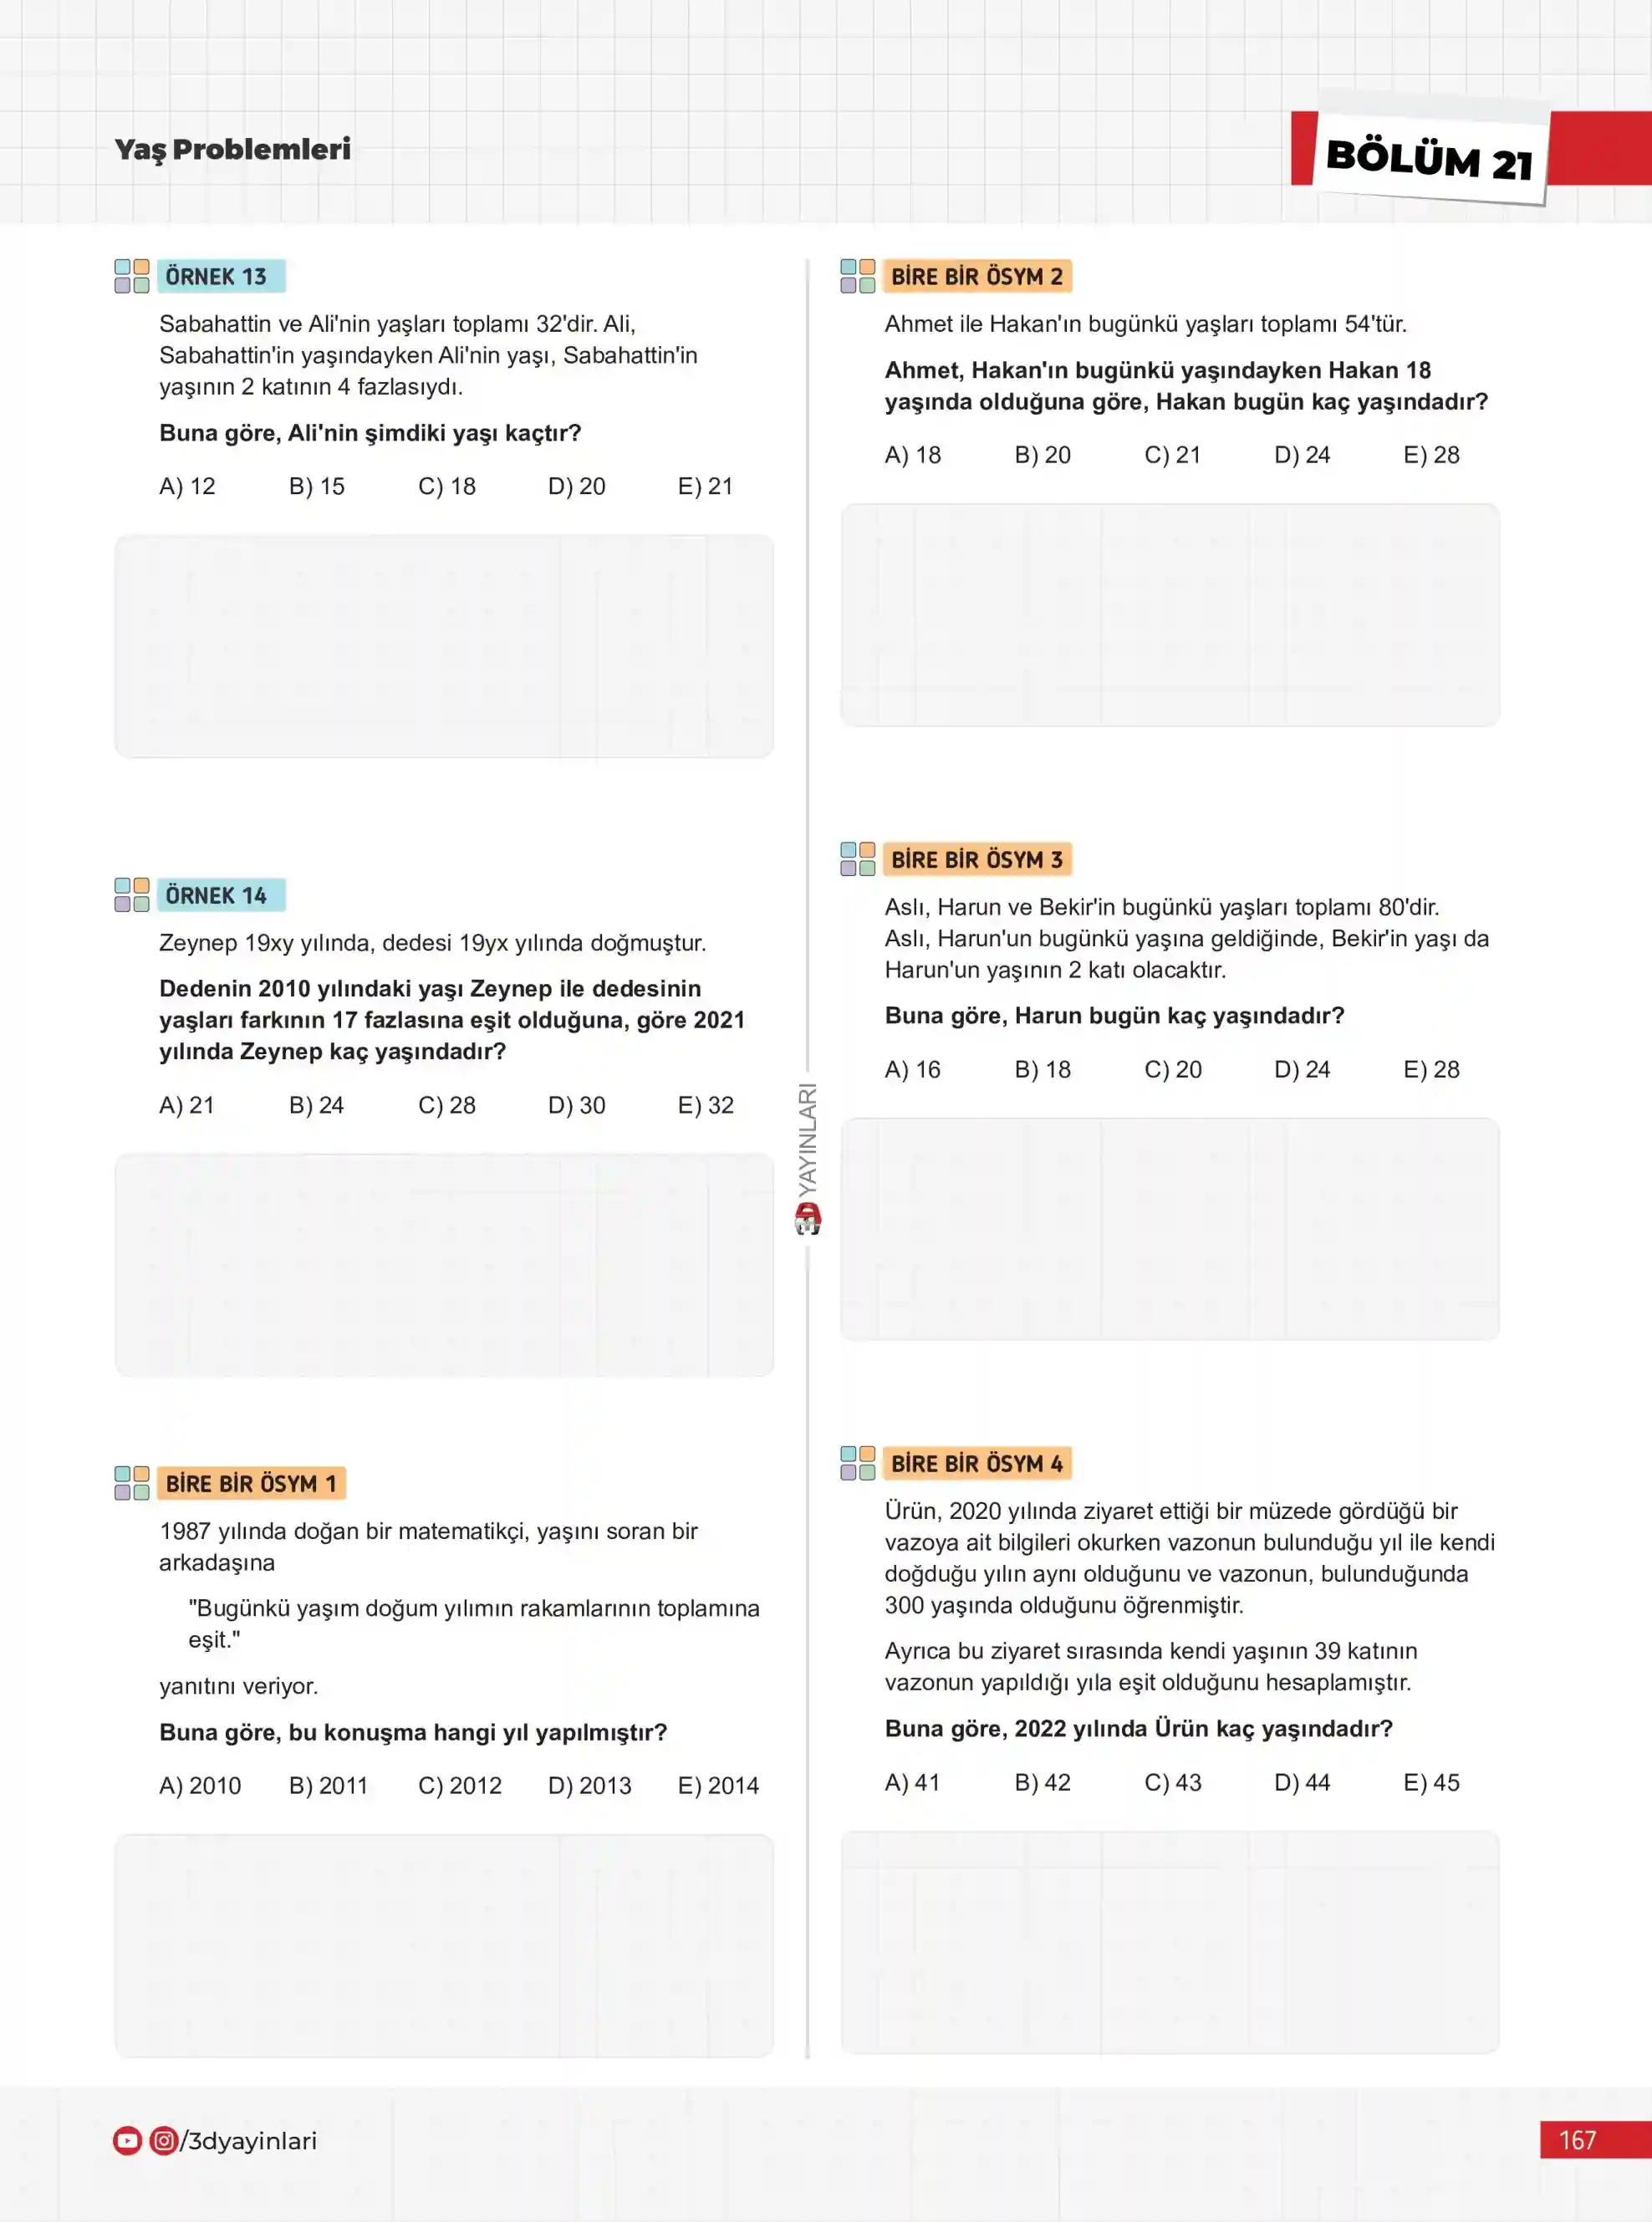 Yaş Problemleri
BÖLÜM 21
ÖRNEK 13
Sabahattin ve Ali'nin yaşları toplamı 32'dir. Ali,
Sabahattin'in yaşındayken Ali'nin yaşı, Sabahattin'in
yaşının 2 katının 4 fazlasıydı.
Buna göre, Ali'nin şimdiki yaşı kaçtır?
A) 12 B) 15 C) 18 D) 20 E) 21
ÖRNEK 14
Zeynep 19xy yılında, dedesi 19yx yılında doğmuştur.
Dedenin 2010 yılındaki yaşı Zeynep ile dedesinin
yaşları farkının 17 fazlasına eşit olduğuna, göre 2021
yılında Zeynep kaç yaşındadır?
A) 21 B) 24 C) 28 D) 30 E) 32
BİRE BİR ÖSYM 1
1987 yılında doğan bir matematikçi, yaşını soran bir
arkadaşına
"Bugünkü yaşım doğum yılımın rakamlarının toplamına
eşit."
yanıtını veriyor.
Buna göre, bu konuşma hangi yıl yapılmıştır?
A) 2010 B) 2011 C) 2012 D) 2013 E) 2014
YAYINLARI
BİRE BİR ÖSYM 2
Ahmet ile Hakan'ın bugünkü yaşları toplamı 54'tür.
Ahmet, Hakan'ın bugünkü yaşındayken Hakan 18
yaşında olduğuna göre, Hakan bugün kaç yaşındadır?
A) 18 B) 20 C) 21 D) 24 E) 28
BİRE BİR ÖSYM 3
Aslı, Harun ve Bekir'in bugünkü yaşları toplamı 80'dir.
Aslı, Harun'un bugünkü yaşına geldiğinde, Bekir'in yaşı da
Harun'un yaşının 2 katı olacaktır.
Buna göre, Harun bugün kaç yaşındadır?
A) 16 B) 18 C) 20 D) 24 E) 28
BİRE BİR ÖSYM 4
Ürün, 2020 yılında ziyaret ettiği bir müzede gördüğü bir
vazoya ait bilgileri okurken vazonun bulunduğu yıl ile kendi
doğduğu yılın aynı olduğunu ve vazonun, bulunduğunda
300 yaşında olduğunu öğrenmiştir.
Ayrıca bu ziyaret sırasında kendi yaşının 39 katının
vazonun yapıldığı yıla eşit olduğunu hesaplamıştır.
Buna göre, 2022 yılında Ürün kaç yaşındadır?
A) 41 B) 42 C) 43 D) 44 E) 45
/3dyayinlari
167